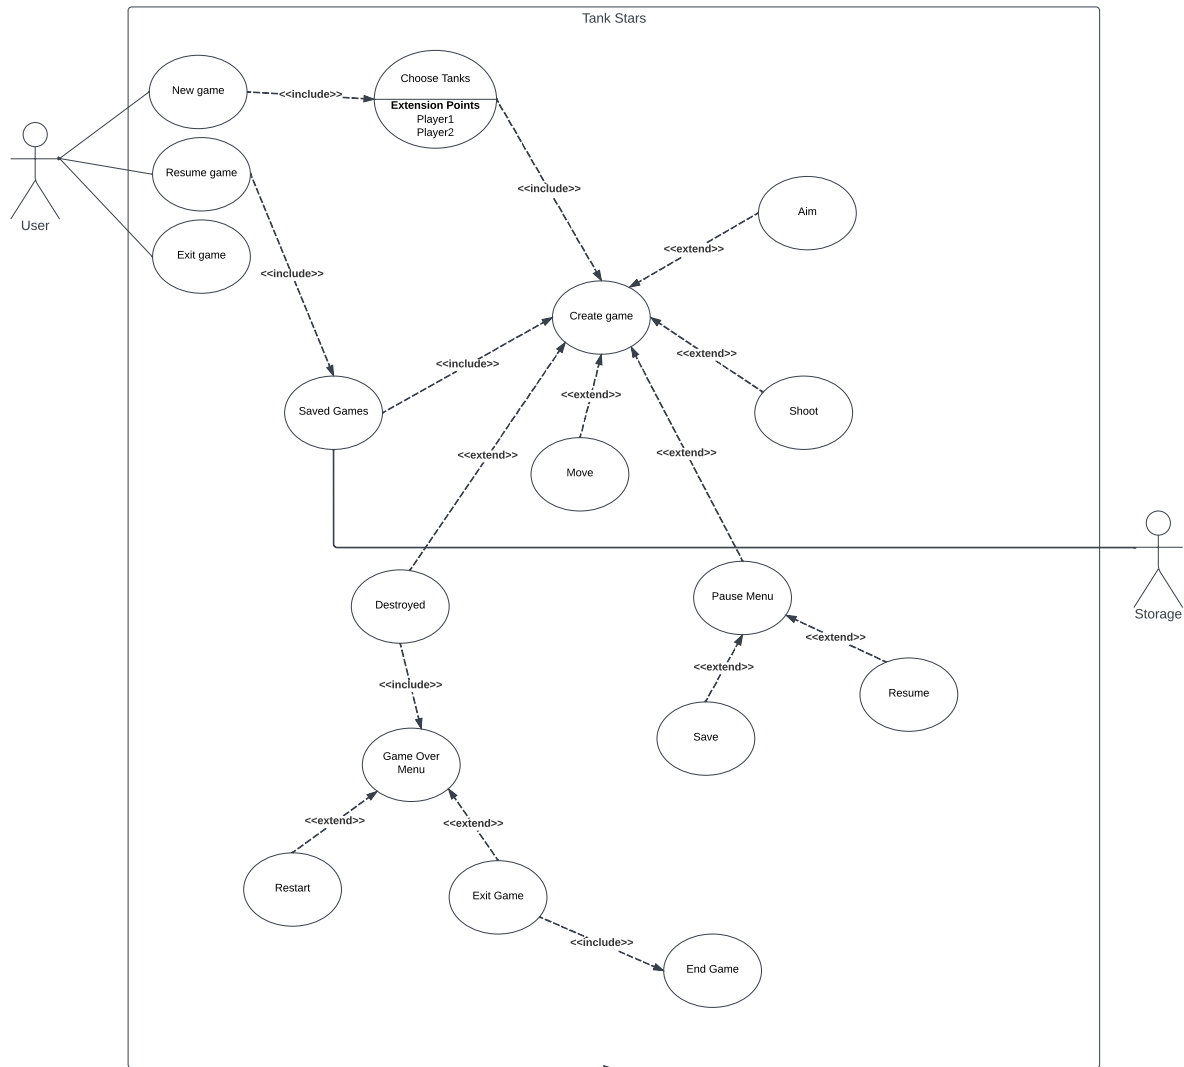 Tank Stars
New game
<<include>>
Choose Tanks
Extension Points
Player1
Player2
Resume game
<<include>>
Aim
User
Exit game
<<extend>>
<<include>>
Create game
<<extend>>
<<include>>
<<extend>>
Saved Games
Shoot
<<extend>>
<<extend>>
Move
Destroyed
Pause Menu
Storage
<<extend>>
<<extend>>
<<include>>
Resume
Save
Game Over
Menu
<<extend>>
<<extend>>
Restart
Exit Game
<<include>>
End Game